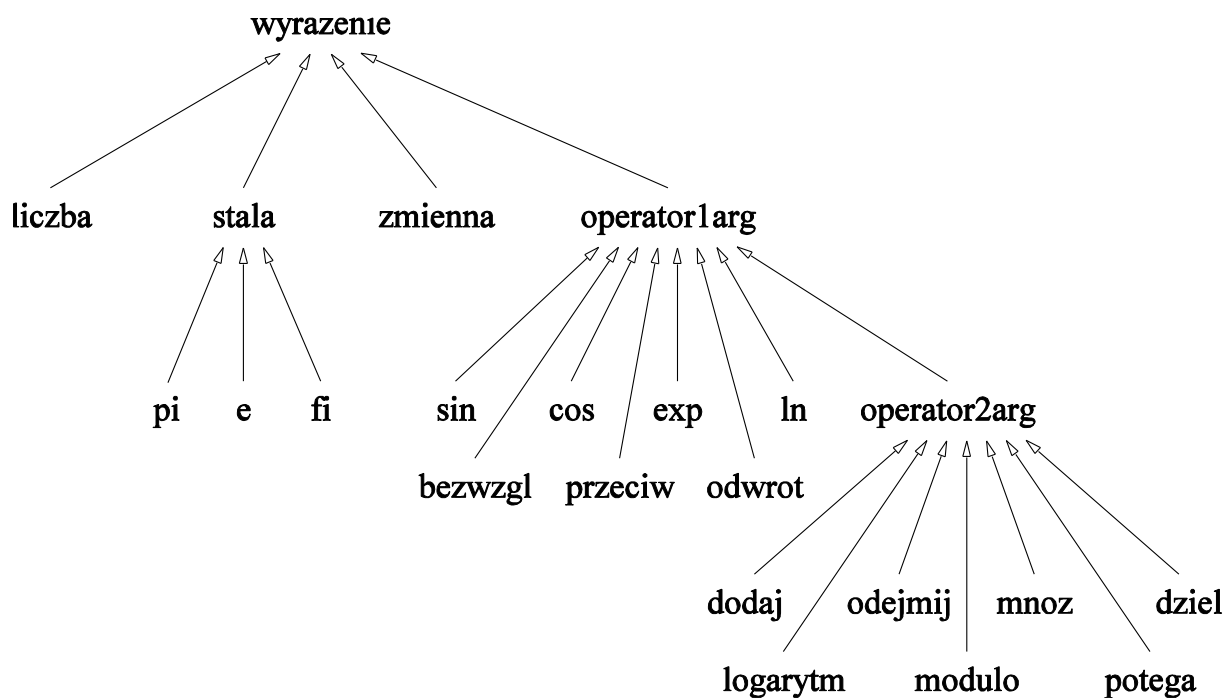 wyrazenie
liczba stala zmienna operator1arg
pi e fi sin cos exp ln operator2arg
bezwzgl przeciw odwrot
dodaj odejmij mnoz dziel
logarytm modulo potega